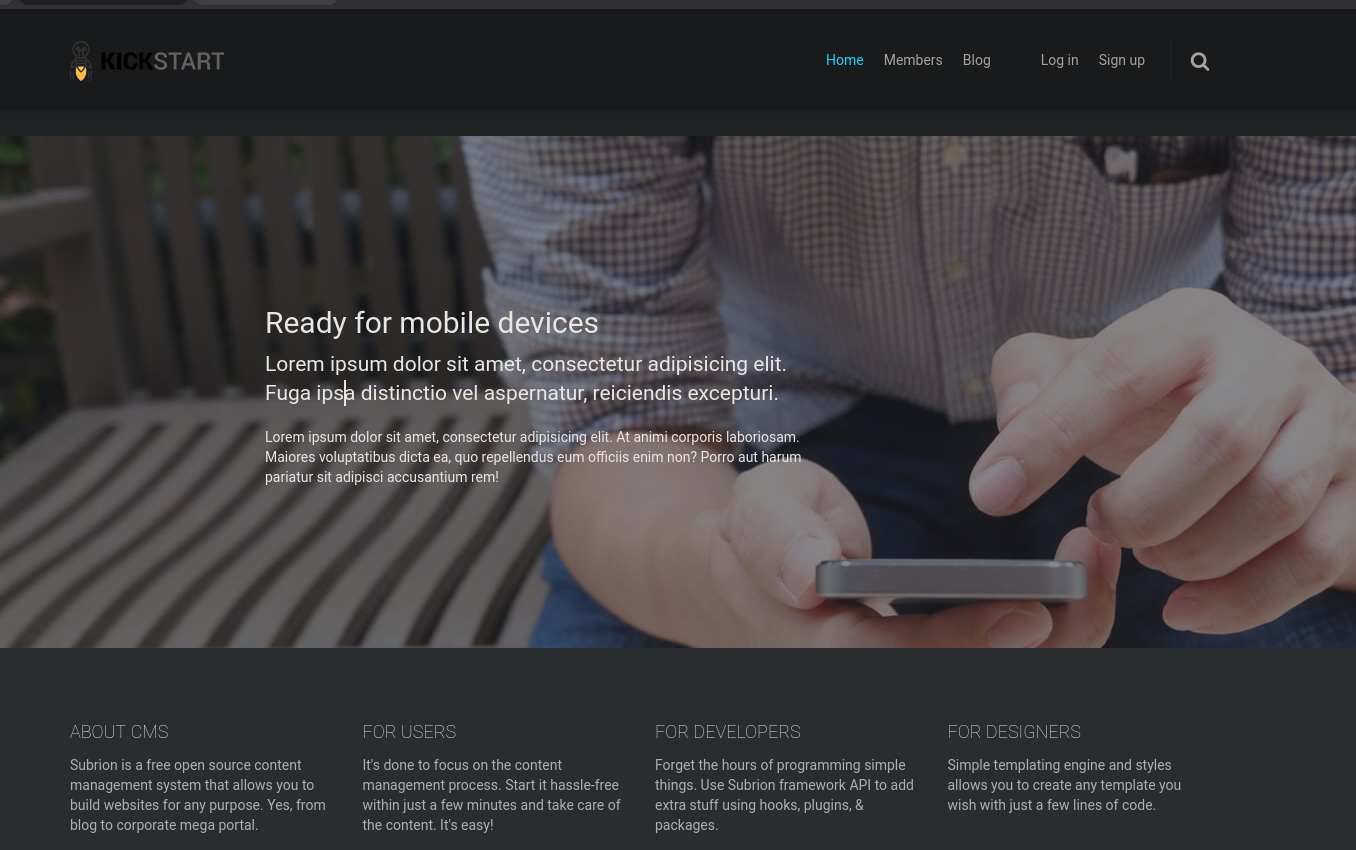 KICKSTART
Home Members Blog Log in Sign up
Ready for mobile devices
Lorem ipsum dolor sit amet, consectetur adipisicing elit.
Fuga ipsa distinctio vel aspernatur, reiciendis excepturi.
Lorem ipsum dolor sit amet, consectetur adipisicing elit. At animi corporis laboriosam.
Maiores voluptatibus dicta ea, quo repellendus eum officiis enim non? Porro aut harum
pariatur sit adipisci accusantium rem!
ABOUT CMS
Subrion is a free open source content
management system that allows you to
build websites for any purpose. Yes, from
blog to corporate mega portal.
FOR USERS
It's done to focus on the content
management process. Start it hassle-free
within just a few minutes and take care of
the content. It's easy!
FOR DEVELOPERS
Forget the hours of programming simple
things. Use Subrion framework API to add
extra stuff using hooks, plugins, &
packages.
FOR DESIGNERS
Simple templating engine and styles
allows you to create any template you
wish with just a few lines of code.